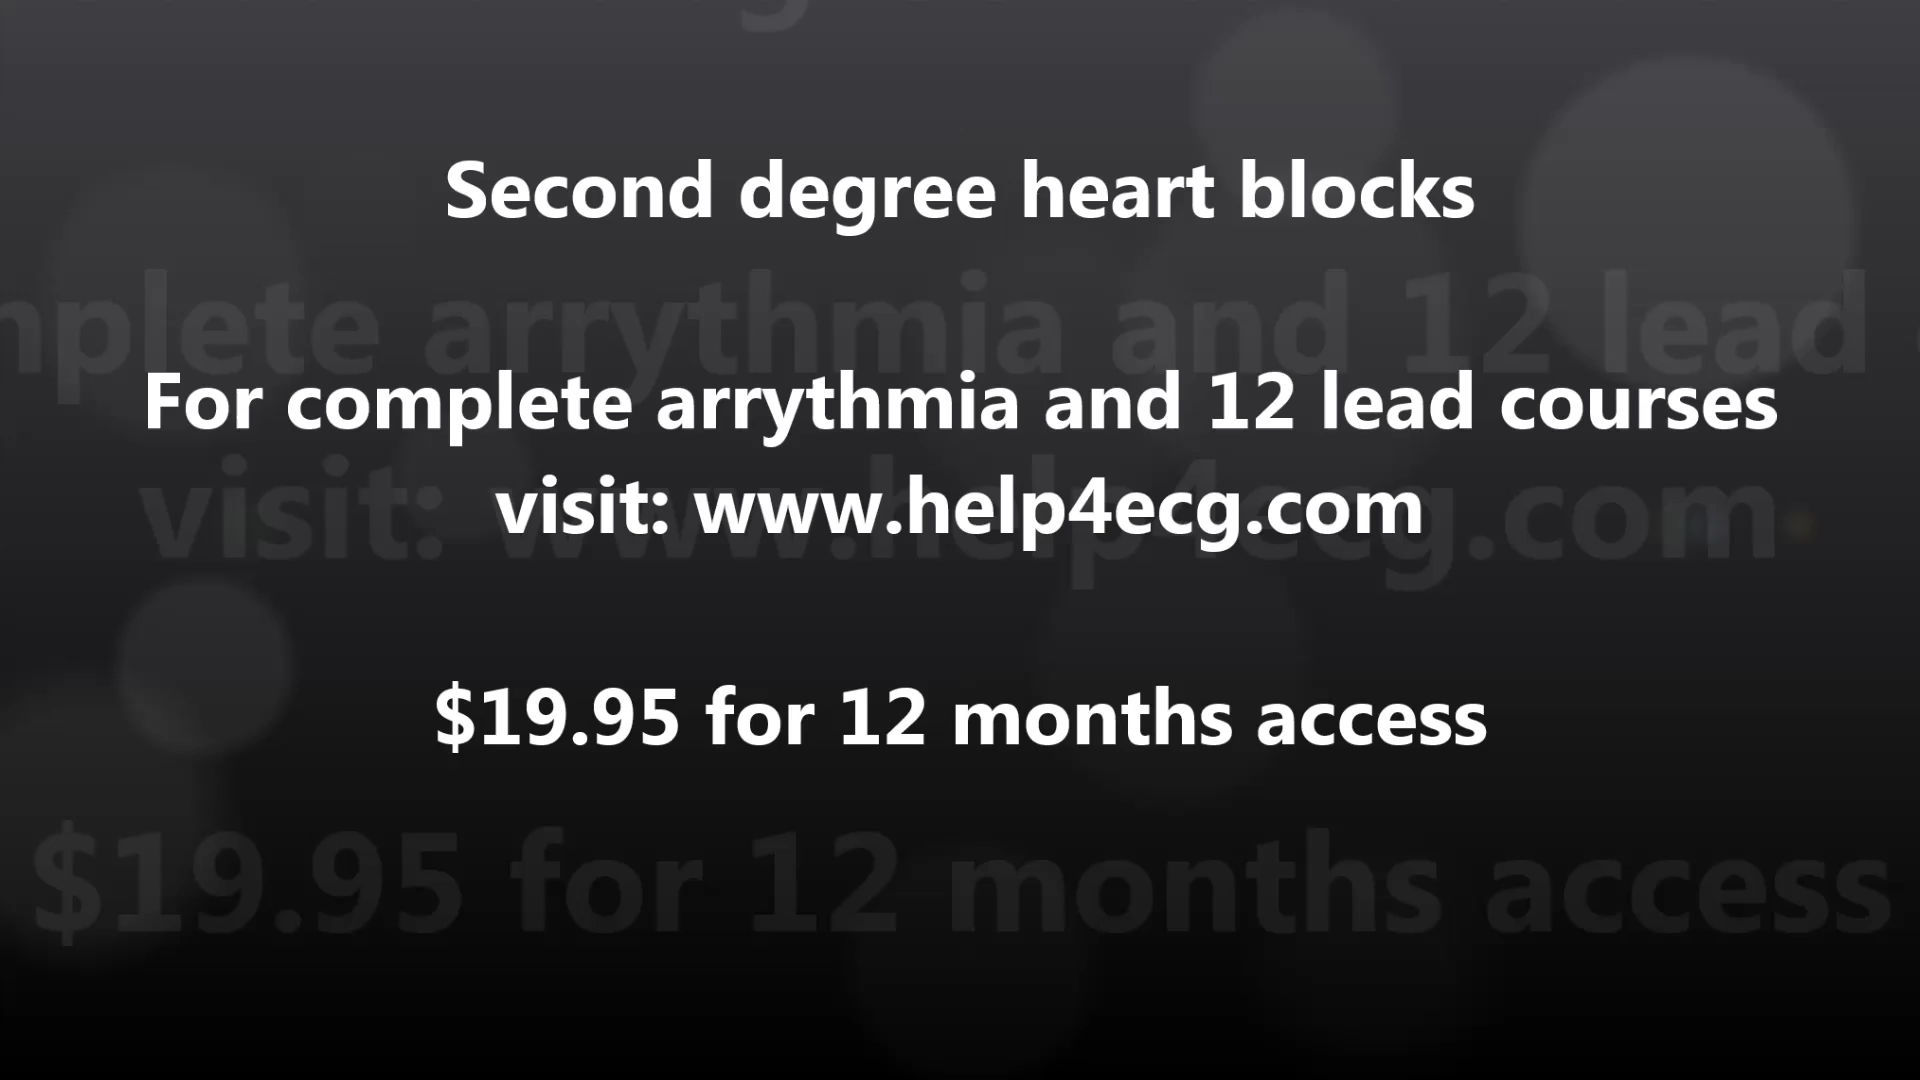 Second degree heart blocks
For complete arrythmia and 12 lead courses
visit: www.help4ecg.com
$19.95 for 12 months access